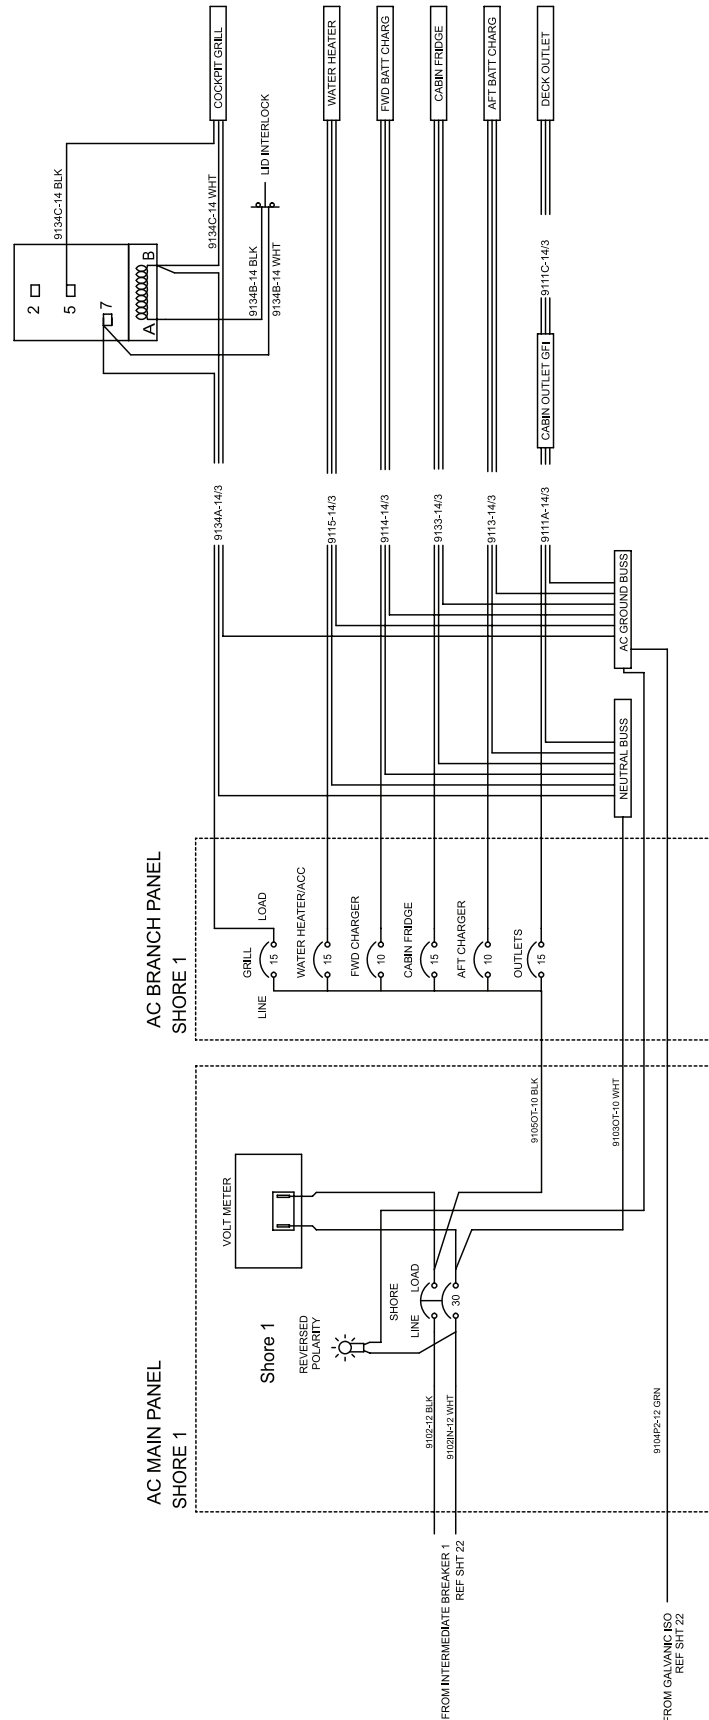 AC MAIN PANEL
SHORE 1
AC BRANCH PANEL
SHORE 1
FROM INTERMEDIATE BREAKER 1
REF SHT 22
FROM GALVANIC ISO
REF SHT 22
9102-12 BLK
9102IN-12 WHT
9104P2-12 GRN
Shore 1
REVERSED
POLARITY
VOLT METER
SHORE
LINE
LOAD
30
9105OT-10 BLK
9103OT-10 WHT
LINE
LOAD
GRILL
15
WATER HEATER/ACC
15
FWD CHARGER
10
CABIN FRIDGE
15
AFT CHARGER
10
OUTLETS
15
NEUTRAL BUSS
AC GROUND BUSS
9134A-14/3
9115-14/3
9114-14/3
9133-14/3
9113-14/3
9111A-14/3
CABIN OUTLET GFI
9111C-14/3
2
5
7
A
B
9134C-14 BLK
9134C-14 WHT
9134B-14 BLK
9134B-14 WHT
LID INTERLOCK
COCKPIT GRILL
WATER HEATER
FWD BATT CHARG
CABIN FRIDGE
AFT BATT CHARG
DECK OUTLET